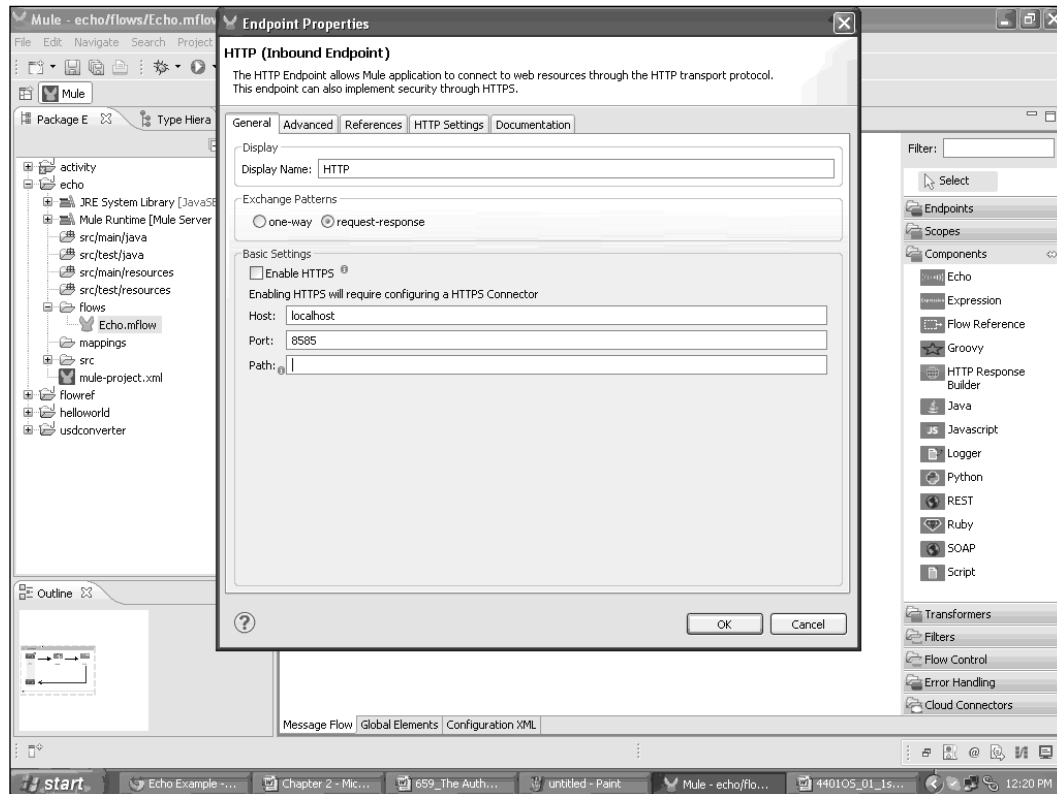 Mule - echo/flows/Echo.mflow
File Edit Navigate Search Project
Mule
Package E
Type Hiera
activity
echo
JRE System Library [JavaSE
Mule Runtime [Mule Server
src/main/java
src/test/java
src/main/resources
src/test/resources
flows
Echo.mflow
mappings
src
mule-project.xml
flowref
helloworld
usdconverter
Outline
Endpoint Properties
HTTP (Inbound Endpoint)
The HTTP Endpoint allows Mule application to connect to web resources through the HTTP transport protocol.
This endpoint can also implement security through HTTPS.
General Advanced References HTTP Settings Documentation
Display
Display Name: HTTP
Exchange Patterns
one-way request-response
Basic Settings
Enable HTTPS
Enabling HTTPS will require configuring a HTTPS Connector
Host: localhost
Port: 8585
Path:
OK Cancel
Message Flow Global Elements Configuration XML
Filter:
Select
Endpoints
Scopes
Components
Echo
Expression
Flow Reference
Groovy
HTTP Response
Builder
Java
Javascript
Logger
Python
REST
Ruby
SOAP
Script
Transformers
Filters
Flow Control
Error Handling
Cloud Connectors
start
Echo Example -...
Chapter 2 - Mic...
659_The Auth...
untitled - Paint
Mule - echo/flo...
4401OS_01_1s...
12:20 PM